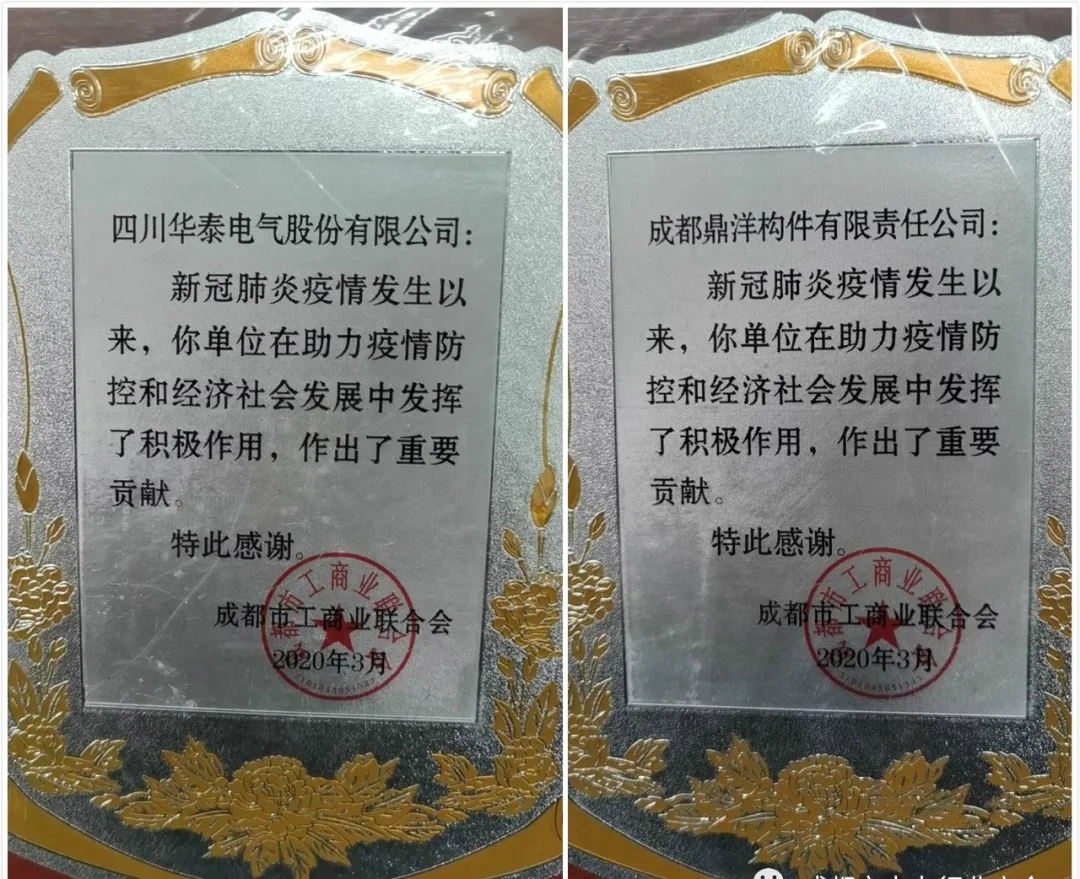 四川华泰电气股份有限公司：
新冠肺炎疫情发生以
来，你单位在助力疫情防
控和经济社会发展中发挥
了积极作用，作出了重要
贡献。
特此感谢。
成都市工商业联合会
2020年3月
成都鼎洋构件有限责任公司：
新冠肺炎疫情发生以
来，你单位在助力疫情防
控和经济社会发展中发挥
了积极作用，作出了重要
贡献。
特此感谢。
成都市工商业联合会
2020年3月